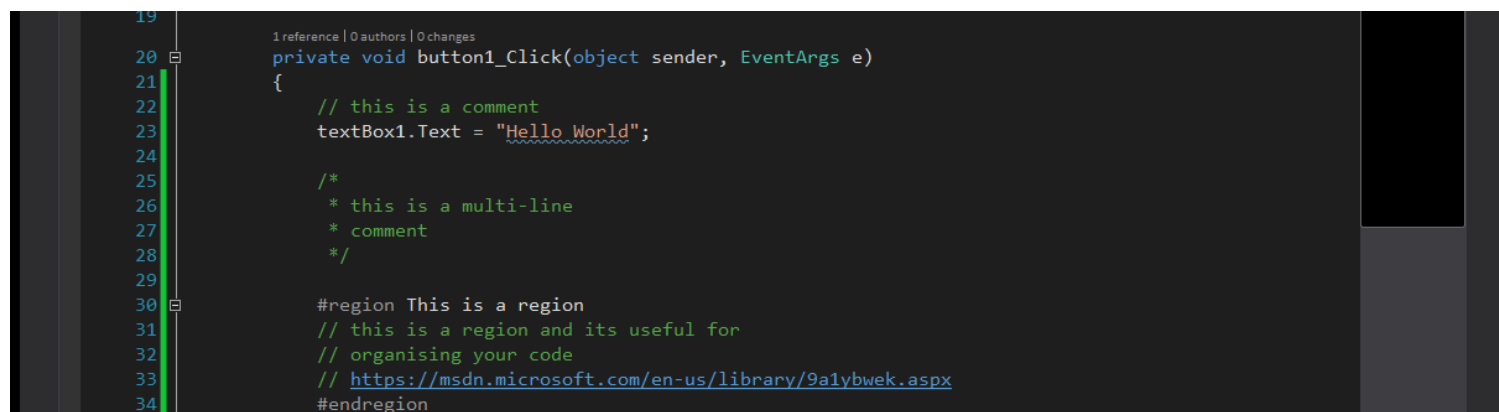 19
1 reference | 0 authors | 0 changes
20 private void button1_Click(object sender, EventArgs e)
21 {
22 // this is a comment
23 textBox1.Text = "Hello World";
24
25 /*
26 * this is a multi-line
27 * comment
28 */
29
30 #region This is a region
31 // this is a region and its useful for
32 // organising your code
33 // https://msdn.microsoft.com/en-us/library/9a1ybwek.aspx
34 #endregion